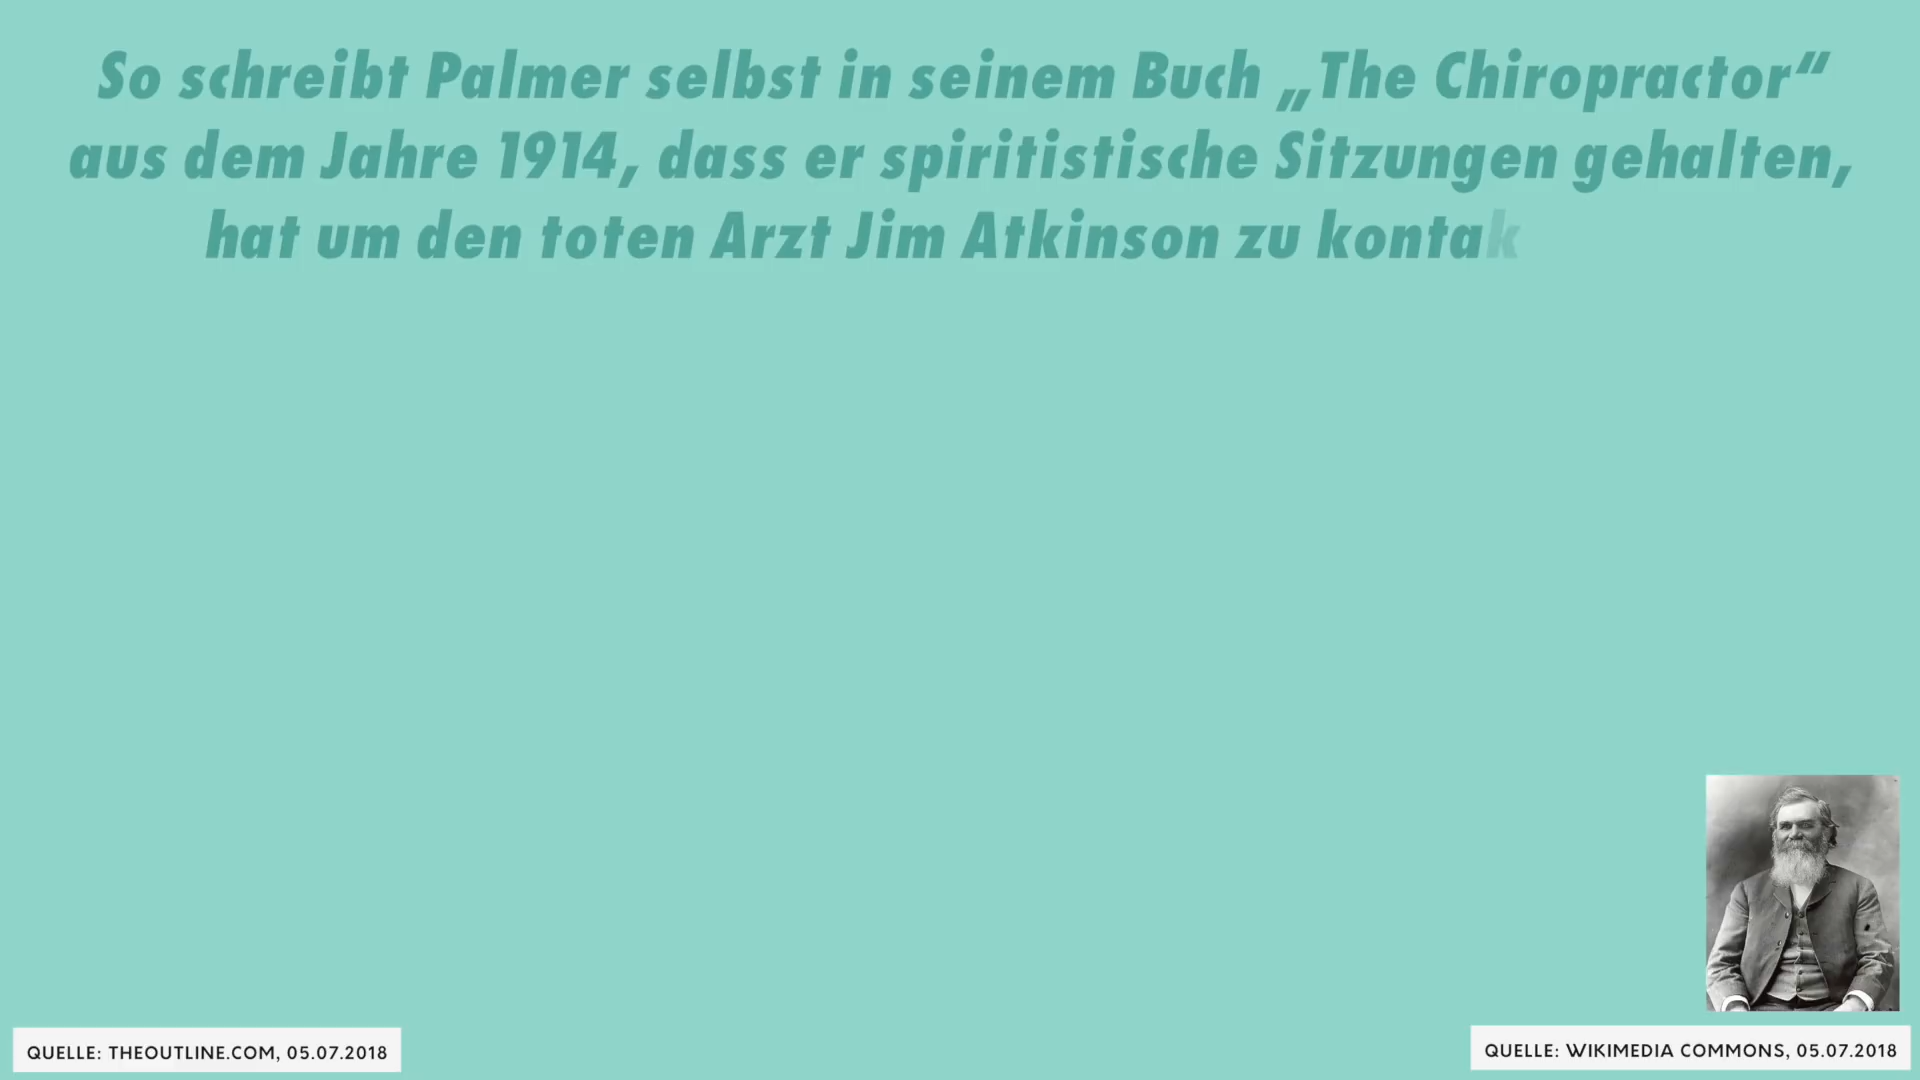 So schreibt Palmer selbst in seinem Buch „The Chiropractor“
aus dem Jahre 1914, dass er spiritistische Sitzungen gehalten,
hat um den toten Arzt Jim Atkinson zu kontak
QUELLE: THEOUTLINE.COM, 05.07.2018
QUELLE: WIKIMEDIA COMMONS, 05.07.2018